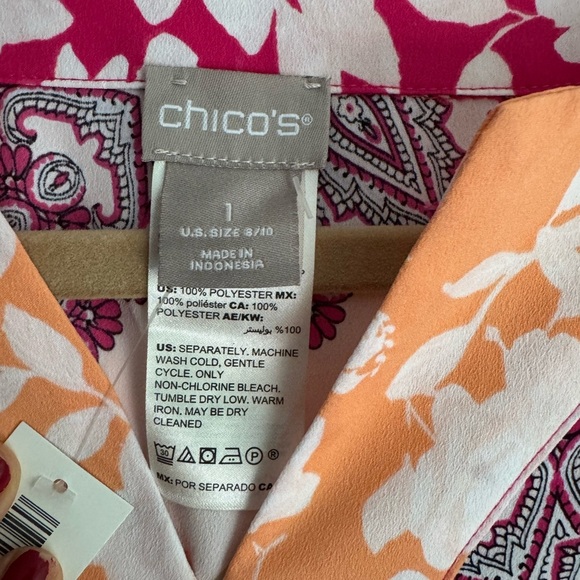 chico's®
1
U.S. SIZE 8/10
MADE IN
INDONESIA
US: 100% POLYESTER MX:
100% poliéster CA: 100%
POLYESTER AE/KW:
100% بوليستر
US: SEPARATELY. MACHINE
WASH COLD, GENTLE
CYCLE. ONLY
NON-CHLORINE BLEACH.
TUMBLE DRY LOW. WARM
IRON. MAY BE DRY
CLEANED
30 P ®
MX: POR SEPARADO CA